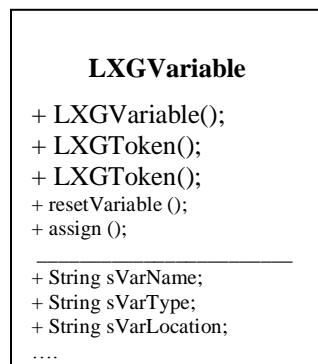 LXGVariable
+ LXGVariable();
+ LXGToken();
+ LXGToken();
+ resetVariable ();
+ assign ();
+ String sVarName;
+ String sVarType;
+ String sVarLocation;
....